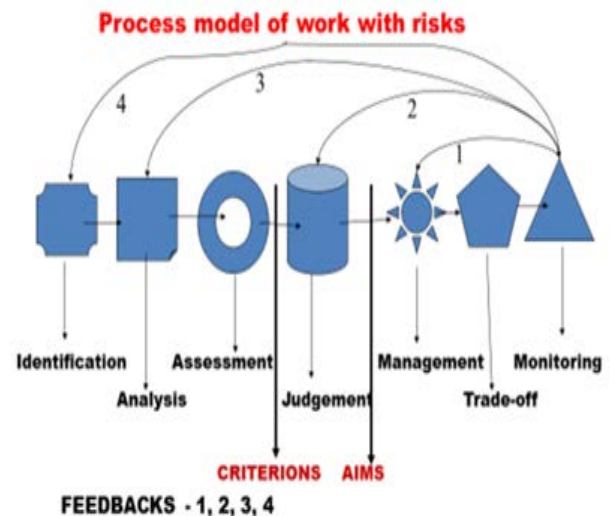 Process model of work with risks
4
3
2
1
Identification
Assessment
Management
Monitoring
Analysis
Judgement
Trade-off
CRITERIONS AIMS
FEEDBACKS - 1, 2, 3, 4